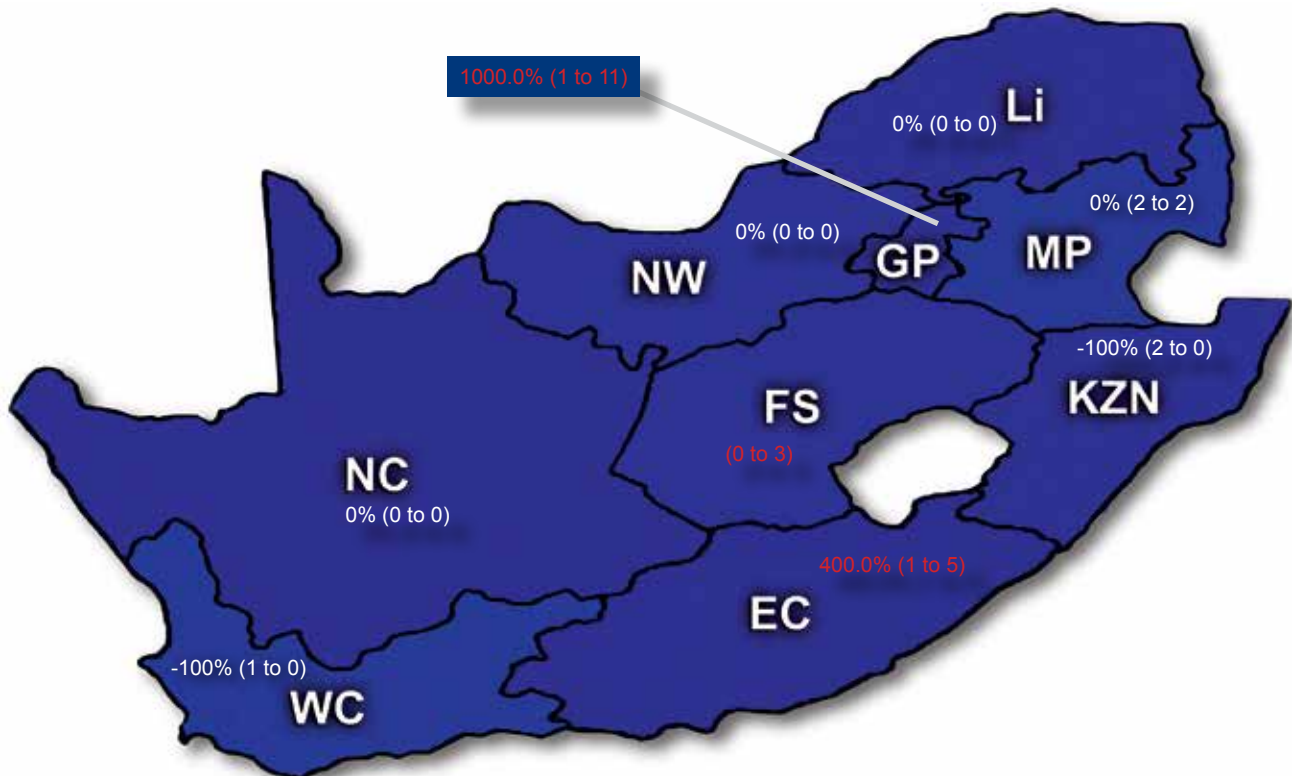 1000.0% (1 to 11)
Li
0% (0 to 0)
0% (2 to 2)
0% (0 to 0)
NW
GP
MP
-100% (2 to 0)
KZN
FS
(0 to 3)
NC
0% (0 to 0)
400.0% (1 to 5)
EC
-100% (1 to 0)
WC